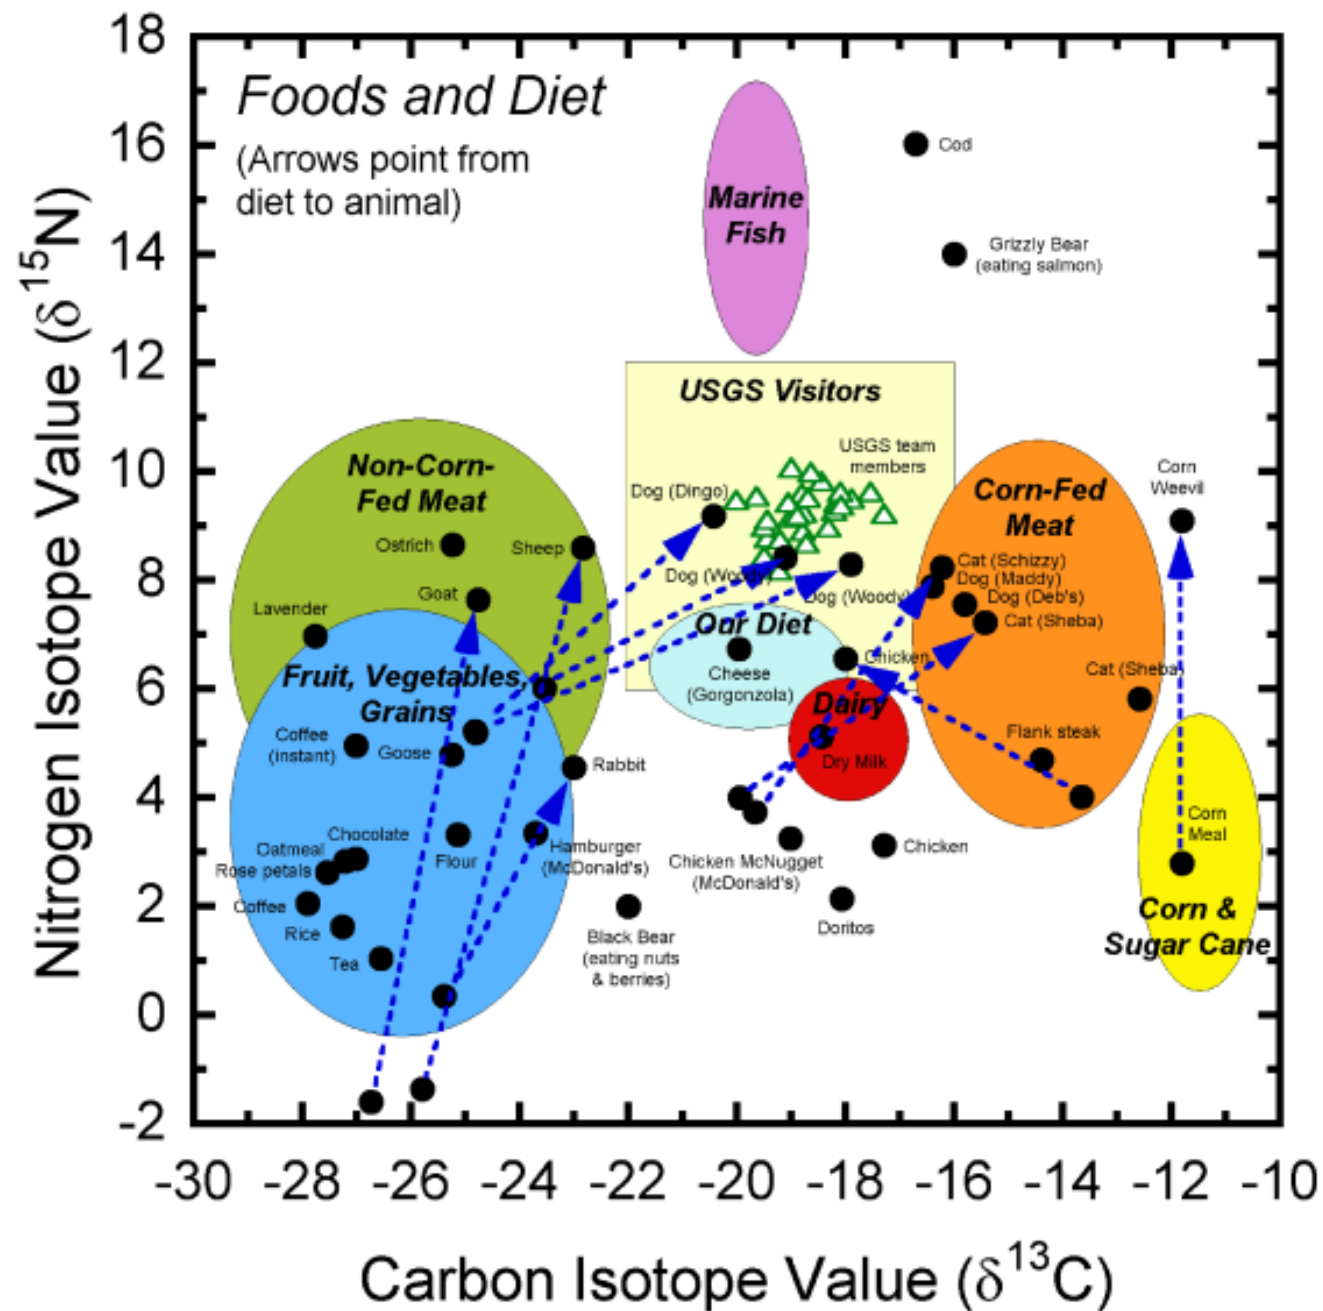 Foods and Diet
(Arrows point from
diet to animal)
Nitrogen Isotope Value (δ15N)
18
16
14
12
10
8
6
4
2
0
-2
Cod
Marine
Fish
Grizzly Bear
(eating salmon)
USGS Visitors
USGS team
members
Non-Corn-
Fed Meat
Dog (Dingo)
Corn-Fed
Meat
Corn
Weevil
Ostrich
Sheep
Goat
Lavender
Dog (Woody)
Dog (Woody)
Cat (Schizzy)
Dog (Maddy)
Dog (Deb's)
Cat (Sheba)
Our Diet
Cheese
(Gorgonzola)
Chicken
Cat (Sheba)
Fruit, Vegetables,
Grains
Dairy
Dry Milk
Flank steak
Coffee
(instant)
Goose
Rabbit
Chocolate
Oatmeal
Rose petals
Flour
Hamburger
(McDonald's)
Chicken McNugget
(McDonald's)
Chicken
Corn
Meal
Coffee
Rice
Tea
Black Bear
(eating nuts
& berries)
Doritos
Corn &
Sugar Cane
-30 -28 -26 -24 -22 -20 -18 -16 -14 -12 -10
Carbon Isotope Value (δ13C)